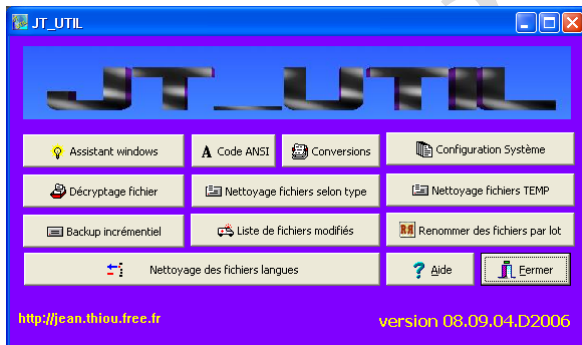 JT_UTIL
JT_UTIL
Assistant windows
A Code ANSI
Conversions
Configuration Système
Décryptage fichier
Nettoyage fichiers selon type
Nettoyage fichiers TEMP
Backup incrémentiel
Liste de fichiers modifiés
Renommer des fichiers par lot
Nettoyage des fichiers langues
? Aide
Fermer
http://jean.thiou.free.fr
version 08.09.04.D2006